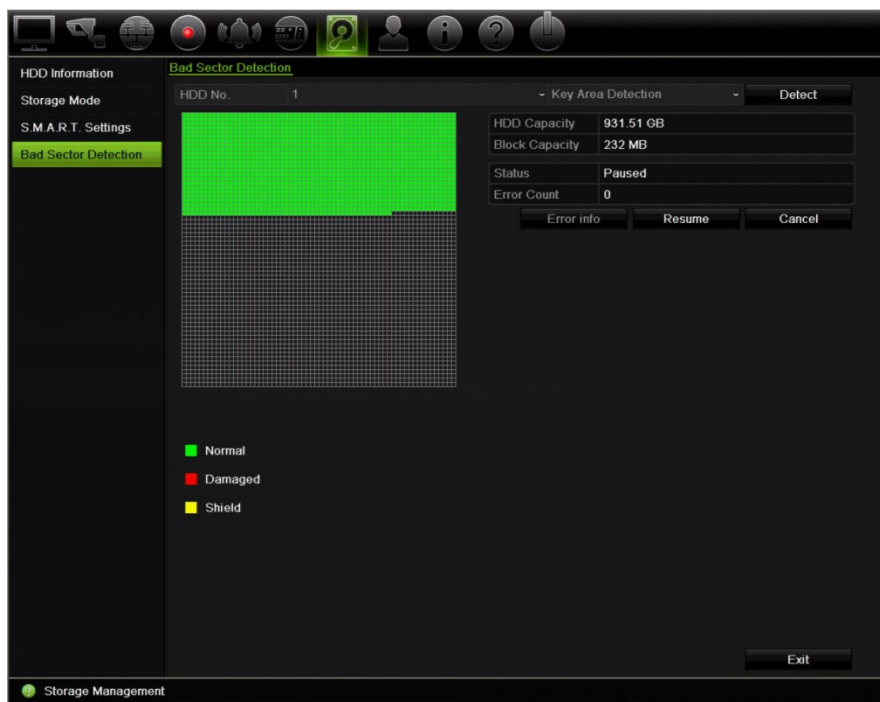 HDD Information
Storage Mode
S.M.A.R.T. Settings
Bad Sector Detection
Bad Sector Detection
HDD No. 1 Key Area Detection Detect
HDD Capacity 931.51 GB
Block Capacity 232 MB
Status Paused
Error Count 0
Error info Resume Cancel
Normal
Damaged
Shield
Exit
Storage Management